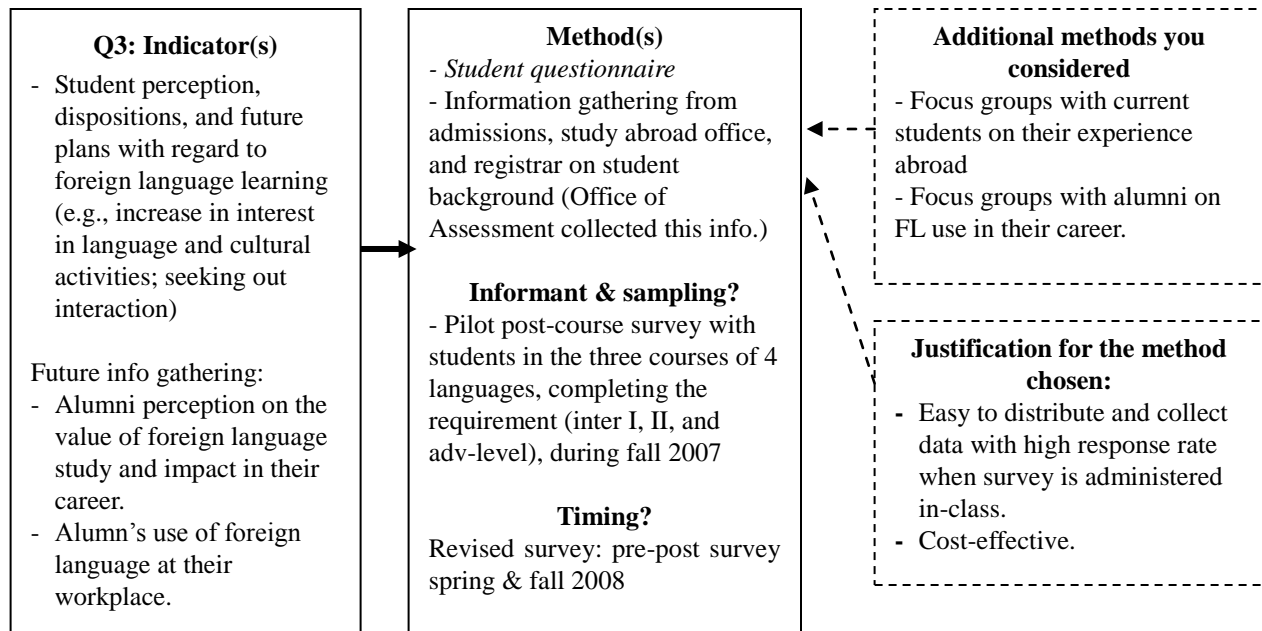 Q3: Indicator(s)
- Student perception,
dispositions, and future
plans with regard to
foreign language learning
(e.g., increase in interest
in language and cultural
activities; seeking out
interaction)
Future info gathering:
- Alumni perception on the
value of foreign language
study and impact in their
career.
- Alumn’s use of foreign
language at their
workplace.
Method(s)
- Student questionnaire
- Information gathering from
admissions, study abroad office,
and registrar on student
background (Office of
Assessment collected this info.)
Informant & sampling?
- Pilot post-course survey with
students in the three courses of 4
languages, completing the
requirement (inter I, II, and
adv-level), during fall 2007
Timing?
Revised survey: pre-post survey
spring & fall 2008
Additional methods you
considered
- Focus groups with current
students on their experience
abroad
- Focus groups with alumni on
FL use in their career.
Justification for the method
chosen:
- Easy to distribute and collect
data with high response rate
when survey is administered
in-class.
- Cost-effective.